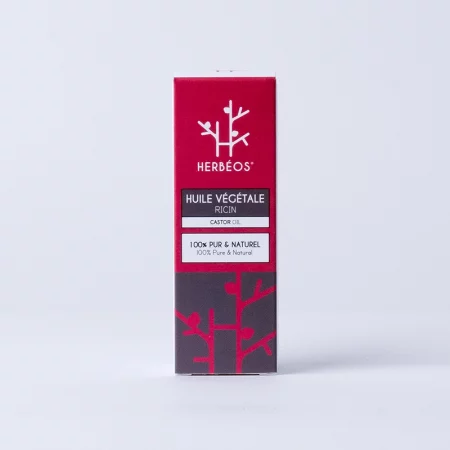 HERBÉOS®
HUILE VÉGÉTALE
RICIN
CASTOR OIL
100% PUR & NATUREL
100% Pure & Natural